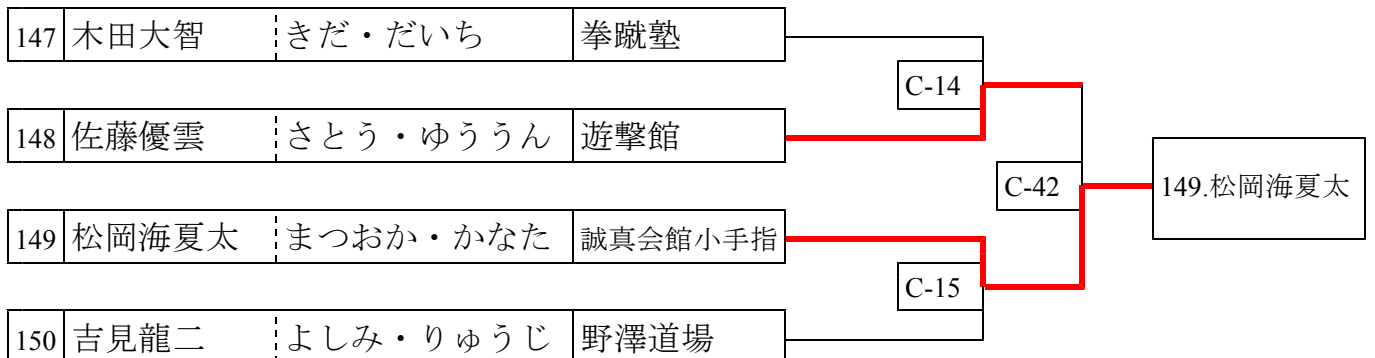 147 木田大智 きだ・だいち 拳蹴塾
C-14
148 佐藤優雲 さとう・ゆううん 遊撃館
C-42 149.松岡海夏太
149 松岡海夏太 まつおか・かなた 誠真会館小手指
C-15
150 吉見龍二 よしみ・りゅうじ 野澤道場